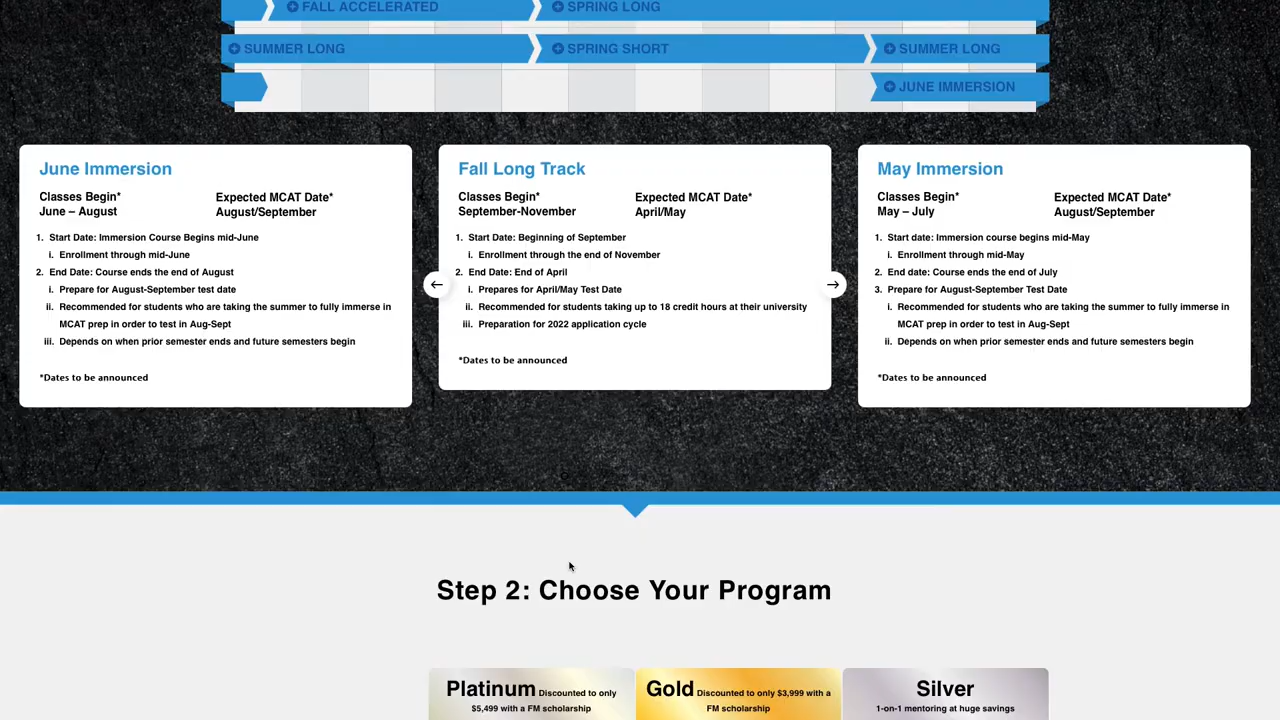 FALL ACCELERATED
SPRING LONG
SUMMER LONG
SPRING SHORT
SUMMER LONG
JUNE IMMERSION
June Immersion
Classes Begin*
June – August
Expected MCAT Date*
August/September
1. Start Date: Immersion Course Begins mid-June
i. Enrollment through mid-June
2. End Date: Course ends the end of August
i. Prepare for August-September test date
ii. Recommended for students who are taking the summer to fully immerse in
MCAT prep in order to test in Aug-Sept
iii. Depends on when prior semester ends and future semesters begin
*Dates to be announced
Fall Long Track
Classes Begin*
September-November
Expected MCAT Date*
April/May
1. Start Date: Beginning of September
i. Enrollment through the end of November
2. End Date: End of April
i. Prepares for April/May Test Date
ii. Recommended for students taking up to 18 credit hours at their university
iii. Preparation for 2022 application cycle
*Dates to be announced
May Immersion
Classes Begin*
May – July
Expected MCAT Date*
August/September
1. Start date: Immersion course begins mid-May
i. Enrollment through mid-May
2. End date: Course ends the end of July
3. Prepare for August-September Test Date
i. Recommended for students who are taking the summer to fully immerse in
MCAT prep in order to test in Aug-Sept
ii. Depends on when prior semester ends and future semesters begin
*Dates to be announced
Step 2: Choose Your Program
Platinum Discounted to only
$5,499 with a FM scholarship
Gold Discounted to only $3,999 with a
FM scholarship
Silver
1-on-1 mentoring at huge savings